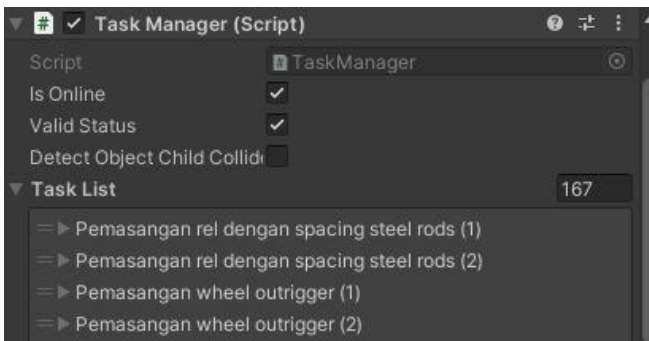 Task Manager (Script)
Script TaskManager
Is Online
Valid Status
Detect Object Child Collid
Task List 167
Pemasangan rel dengan spacing steel rods (1)
Pemasangan rel dengan spacing steel rods (2)
Pemasangan wheel outrigger (1)
Pemasangan wheel outrigger (2)